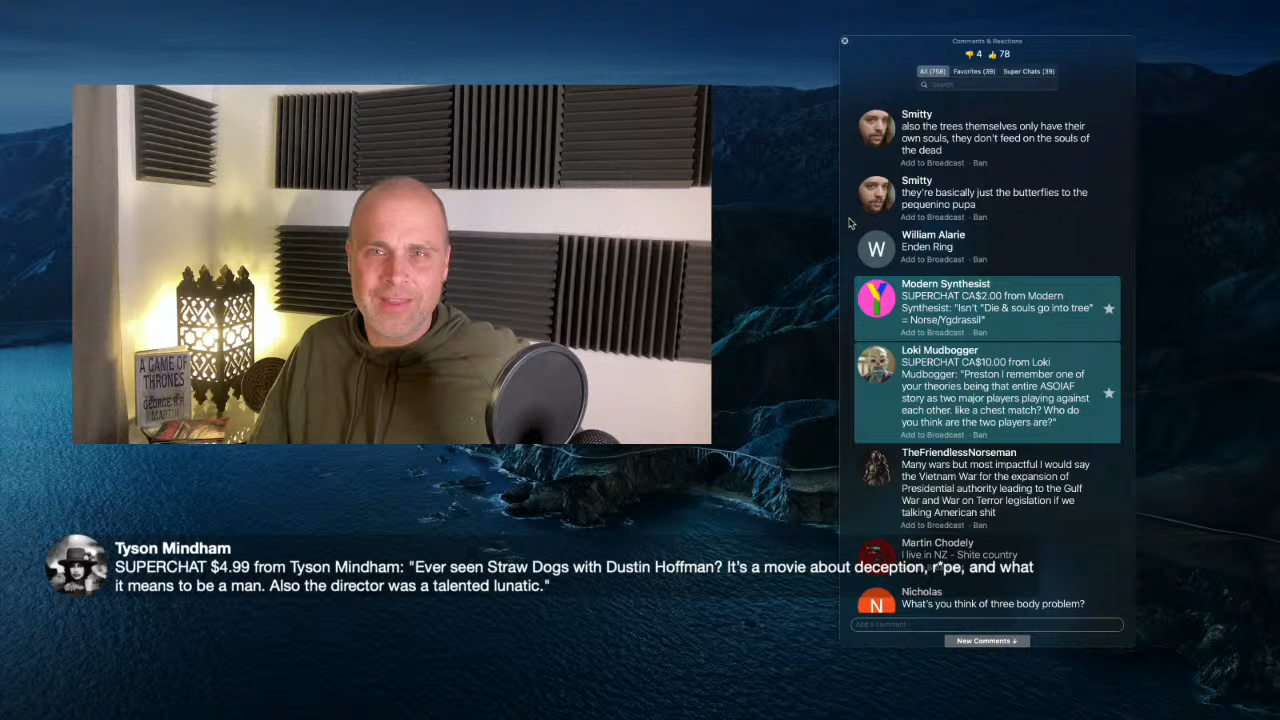 Comments & Reactions
👎 4 👍 78
All (758) Favorites (39) Super Chats (39)
Search
Smitty
also the trees themselves only have their
own souls, they don't feed on the souls of
the dead
Add to Broadcast · Ban
Smitty
they're basically just the butterflies to the
pequenino pupa
Add to Broadcast · Ban
W
William Alarie
Enden Ring
Add to Broadcast · Ban
Modern Synthesist
SUPERCHAT CA$2.00 from Modern
Synthesist: "Isn't "Die & souls go into tree"
= Norse/Ygdrassil"
Add to Broadcast · Ban
Loki Mudbogger
SUPERCHAT CA$10.00 from Loki
Mudbogger: "Preston I remember one of
your theories being that entire ASOIAF
story as two major players playing against
each other. like a chest match? Who do
you think are the two players are?"
Add to Broadcast · Ban
TheFriendlessNorseman
Many wars but most impactful I would say
the Vietnam War for the expansion of
Presidential authority leading to the Gulf
War and War on Terror legislation if we
talking American shit
Add to Broadcast · Ban
Martin Chodely
I live in NZ - Shite country
Nicholas
N
What's you think of three body problem?
Add a comment
New Comments ↓
A GAME OF
THRONES
GEORGE R.R.
MARTIN
Tyson Mindham
SUPERCHAT $4.99 from Tyson Mindham: "Ever seen Straw Dogs with Dustin Hoffman? It's a movie about deception, r*pe, and what
it means to be a man. Also the director was a talented lunatic."